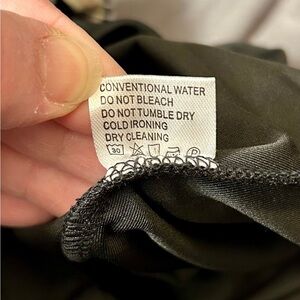 CONVENTIONAL WATER
DO NOT BLEACH
DO NOT TUMBLE DRY
COLD IRONING
DRY CLEANING
30 P